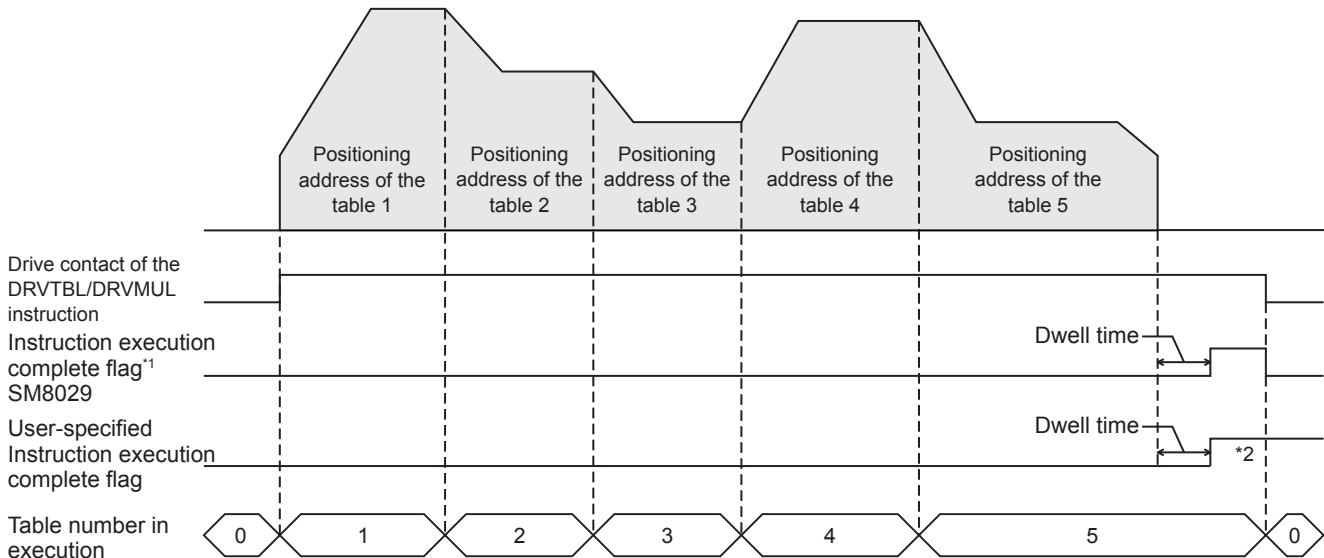 Positioning
address of the
table 1
Positioning
address of the
table 2
Positioning
address of the
table 3
Positioning
address of the
table 4
Positioning
address of the
table 5
Drive contact of the
DRVTBL/DRVMUL
instruction
Instruction execution
complete flag*1
SM8029
Dwell time
User-specified
Instruction execution
complete flag
Dwell time
*2
Table number in
execution
0 1 2 3 4 5 0